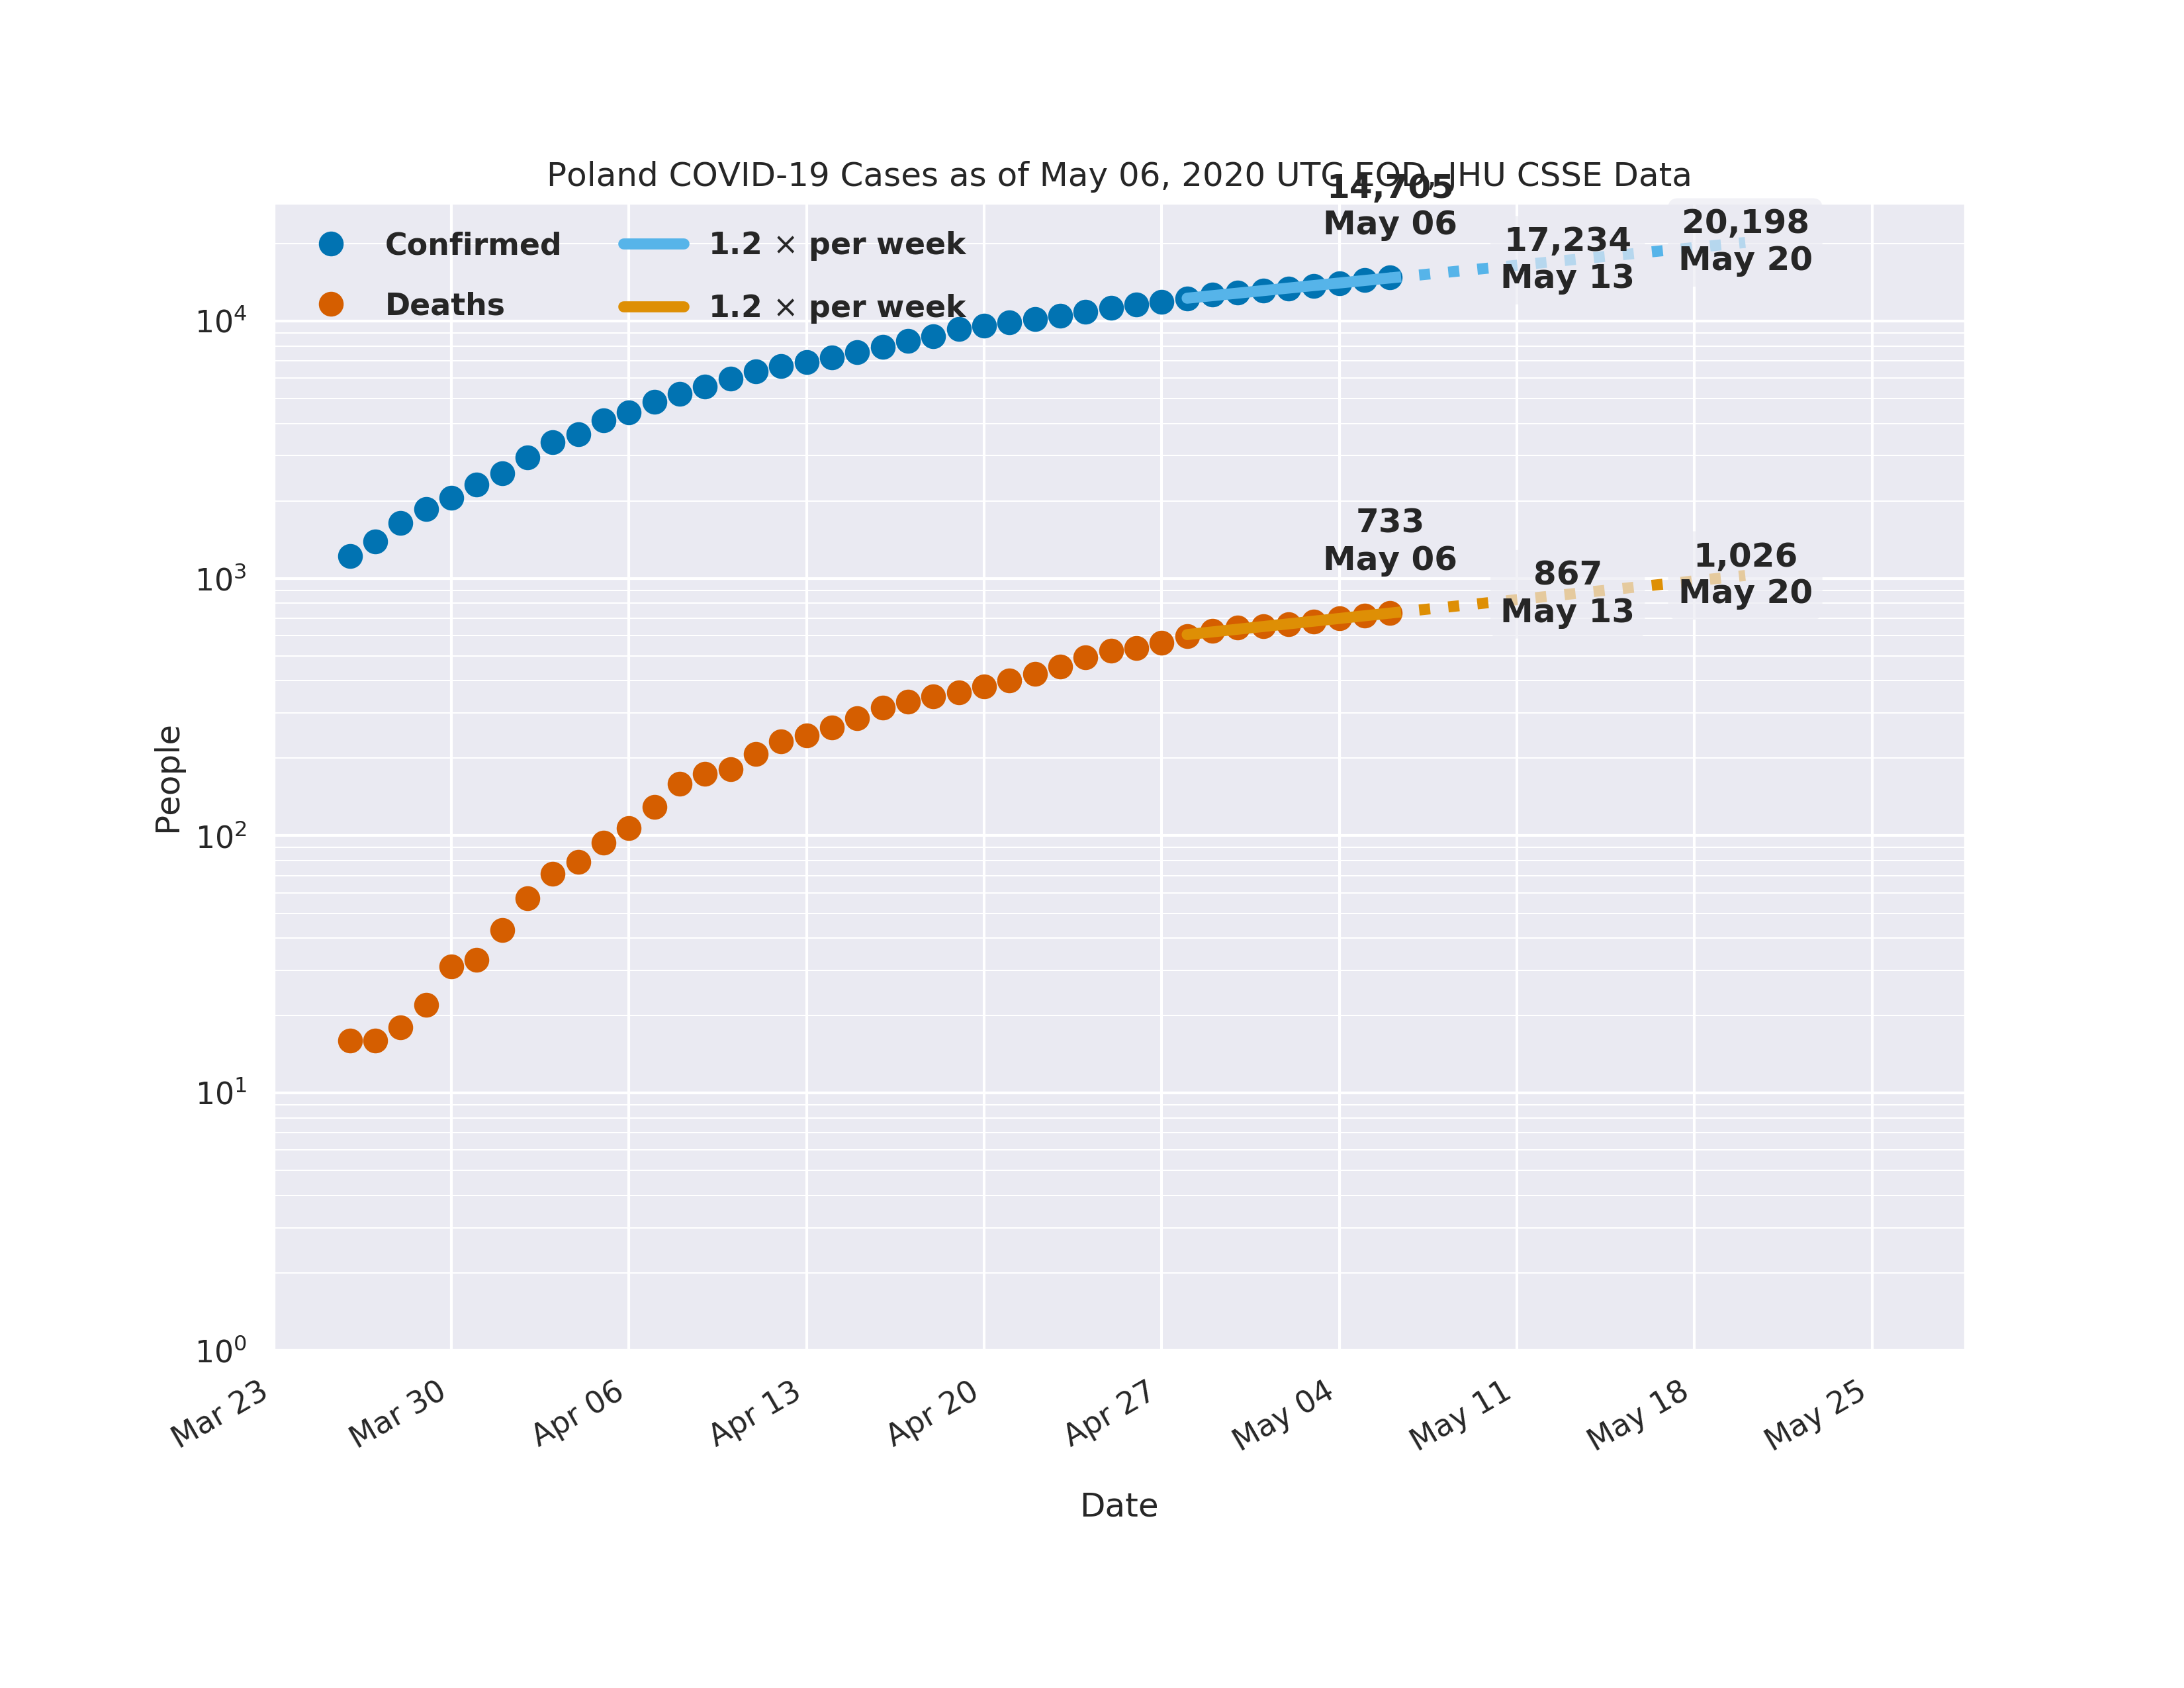 Poland COVID-19 Cases as of May 06, 2020 UTC EOD, JHU CSSE Data
Confirmed
Deaths
1.2 × per week
1.2 × per week
14,705
May 06
17,234
May 13
20,198
May 20
733
May 06
867
May 13
1,026
May 20
People
10⁴
10³
10²
10¹
10⁰
Mar 23
Mar 30
Apr 06
Apr 13
Apr 20
Apr 27
May 04
May 11
May 18
May 25
Date